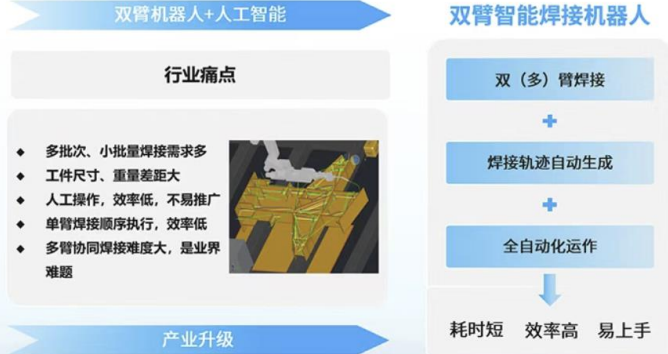 双臂机器人+人工智能
行业痛点
◆ 多批次、小批量焊接需求多
◆ 工件尺寸、重量差距大
◆ 人工操作，效率低，不易推广
◆ 单臂焊接顺序执行，效率低
◆ 多臂协同焊接难度大，是业界
难题
产业升级
双臂智能焊接机器人
双（多）臂焊接
+
焊接轨迹自动生成
+
全自动化运作
耗时短 效率高 易上手